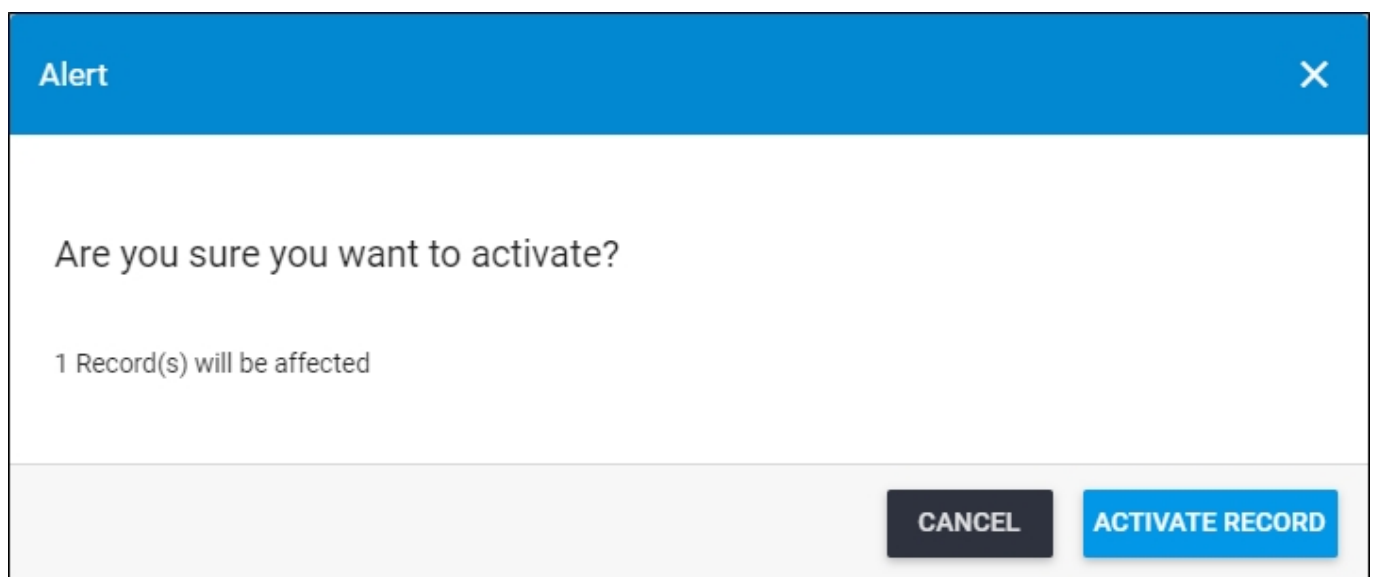 Alert
Are you sure you want to activate?
1 Record(s) will be affected
CANCEL ACTIVATE RECORD